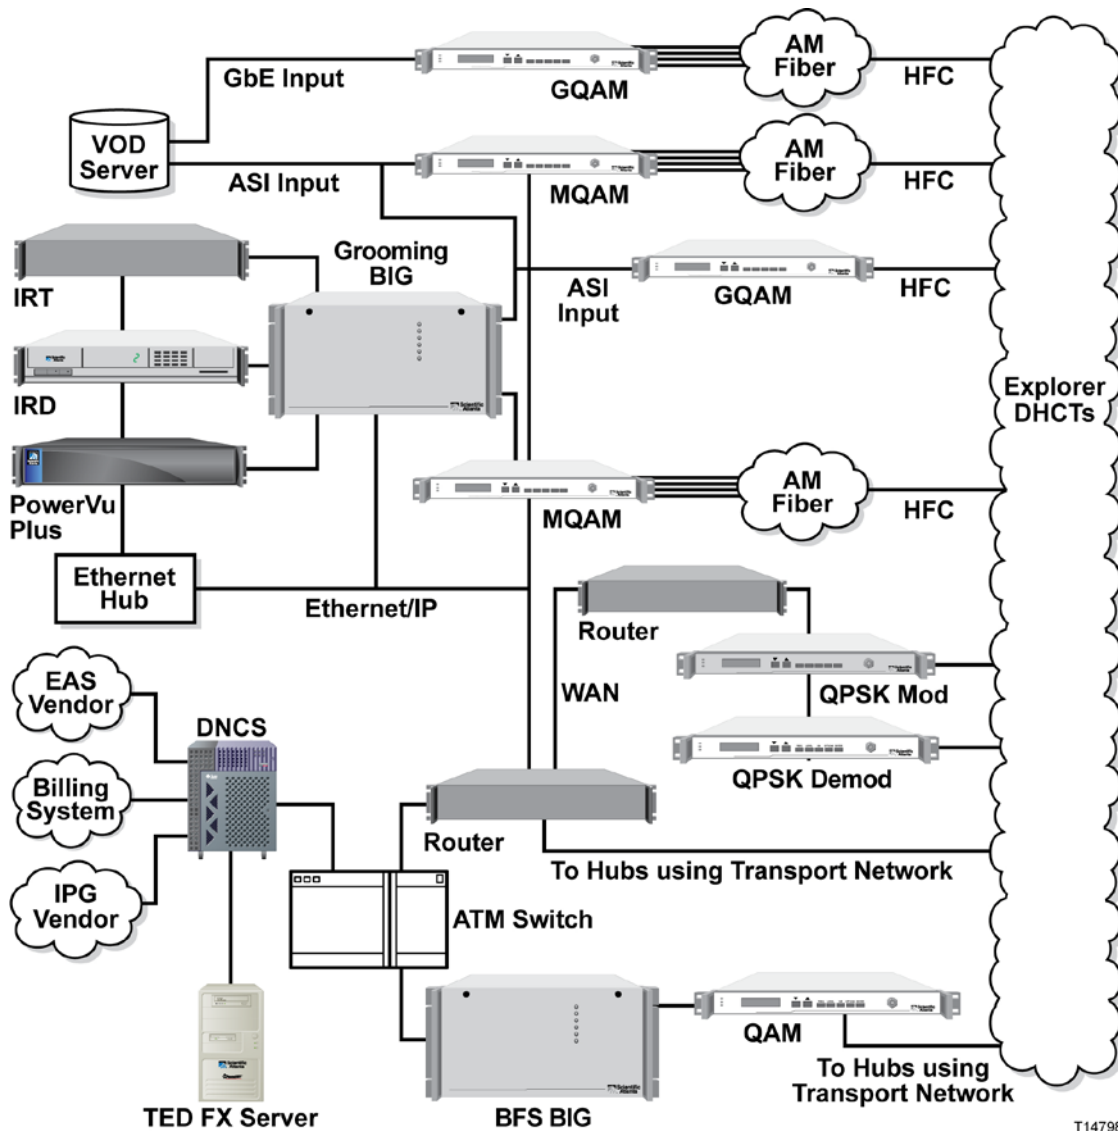 AM
Fiber
GbE Input
GQAM
HFC
VOD
Server
AM
Fiber
ASI Input
MQAM
HFC
Grooming
BIG
IRT
ASI
Input
GQAM
HFC
IRD
Explorer
DHCTs
Scientific
Atlanta
PowerVu
Plus
MQAM
AM
Fiber
HFC
Ethernet
Hub
Ethernet/IP
Router
EAS
Vendor
WAN
QPSK Mod
DNCS
QPSK Demod
Billing
System
Router
To Hubs using Transport Network
IPG
Vendor
ATM Switch
QAM
To Hubs using
Transport Network
TED FX Server
BFS BIG
T14798